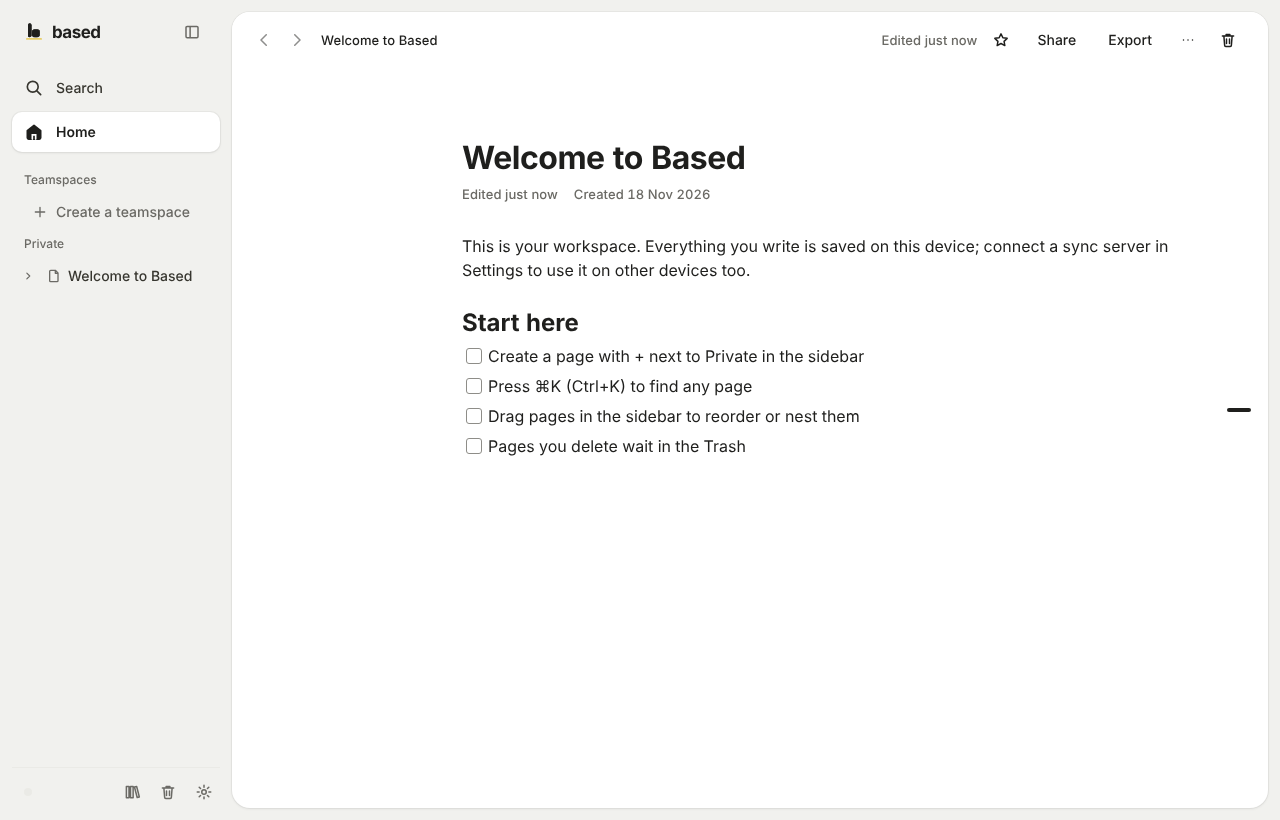 based
Search
Home
Teamspaces
Create a teamspace
Private
Welcome to Based
Welcome to Based
Edited just now
Share
Export
Welcome to Based
Edited just now Created 18 Nov 2026
This is your workspace. Everything you write is saved on this device; connect a sync server in
Settings to use it on other devices too.
Start here
Create a page with + next to Private in the sidebar
Press ⌘K (Ctrl+K) to find any page
Drag pages in the sidebar to reorder or nest them
Pages you delete wait in the Trash